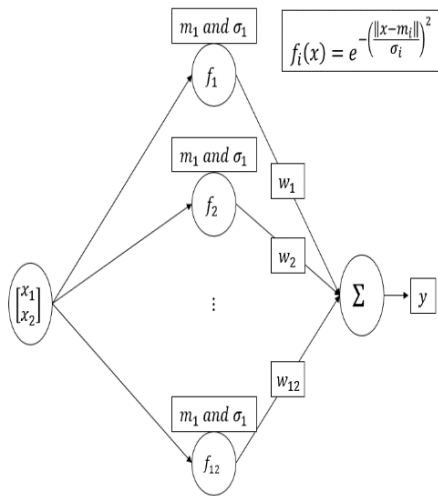 m₁ and σ₁
f₁
fᵢ(x) = e^{-(‖x-mᵢ‖/σᵢ)²}
m₁ and σ₁
f₂
w₁
w₂
[x₁ x₂]
⋮
Σ
y
w₁₂
m₁ and σ₁
f₁₂